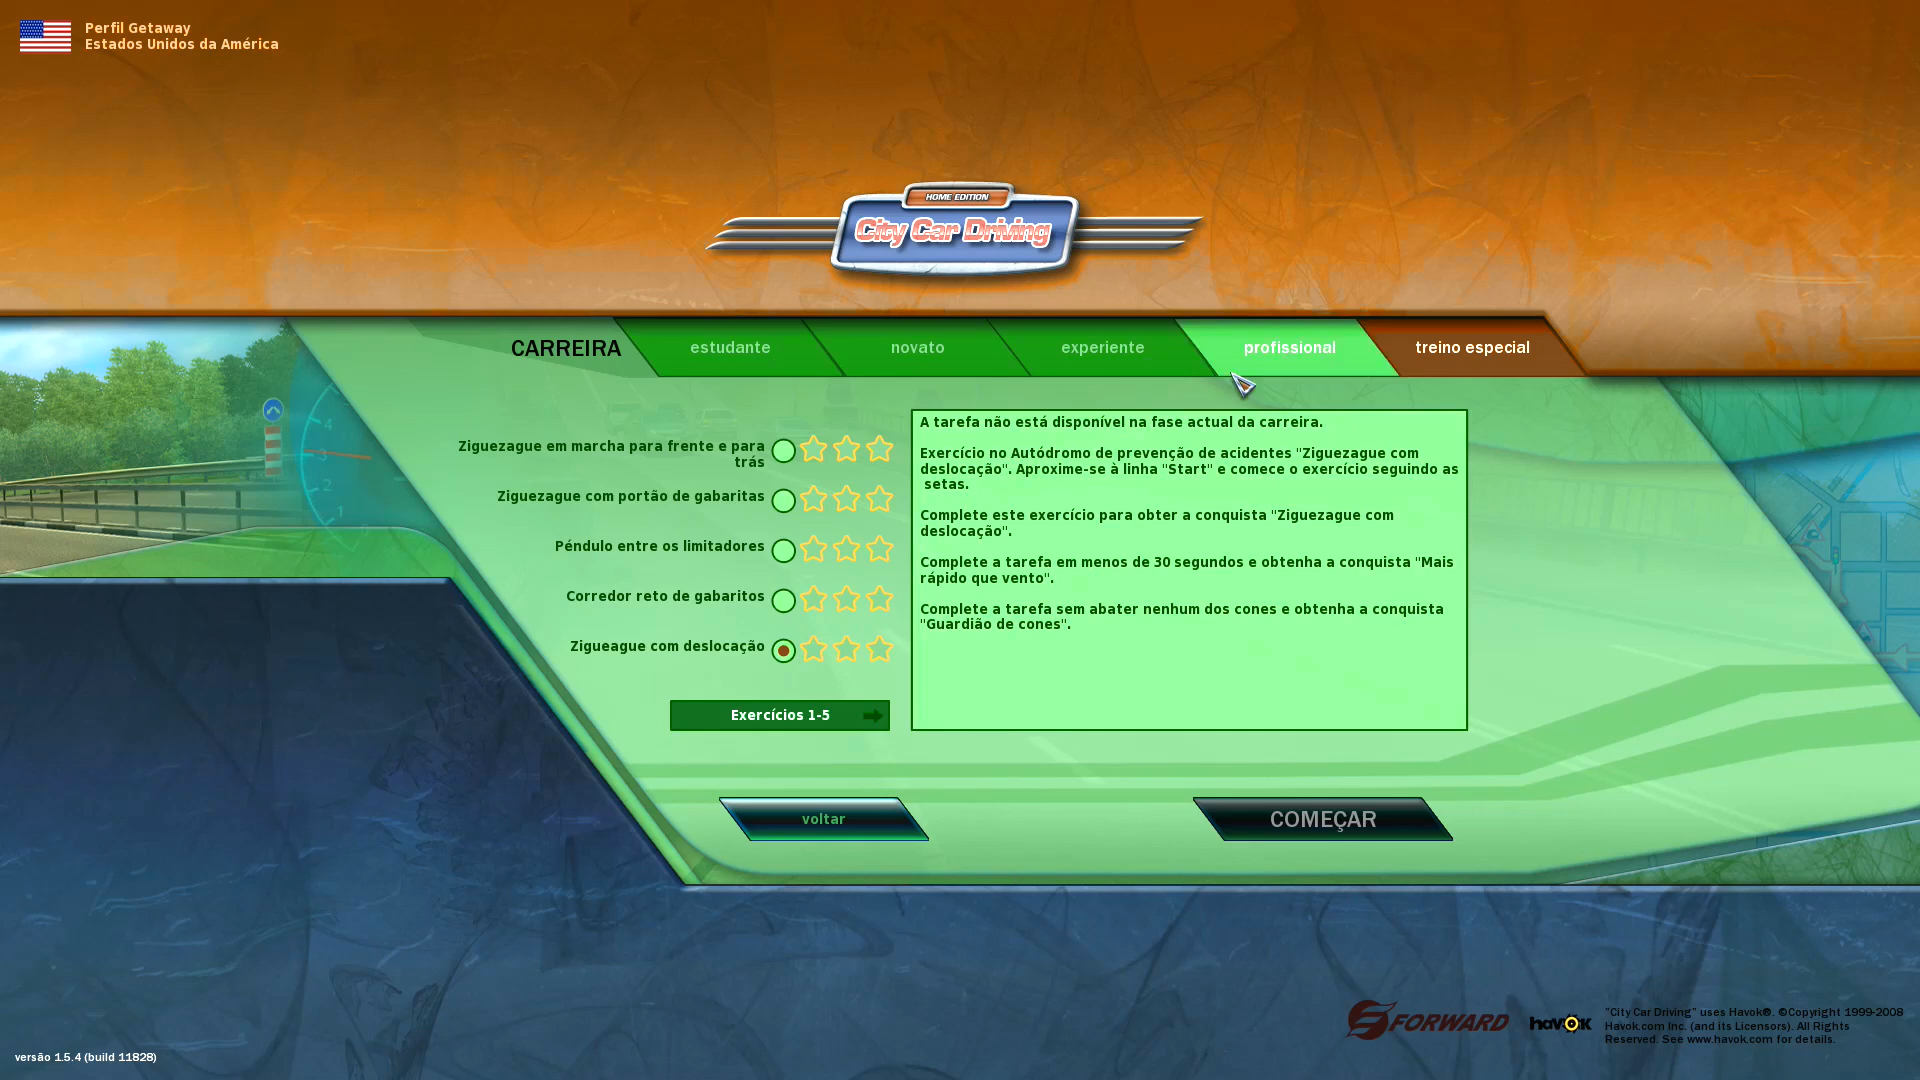 Perfil Getaway
Estados Unidos da América
HOME EDITION
City Car Driving
CARREIRA
estudante
novato
experiente
profissional
treino especial
Ziguezague em marcha para frente e para
trás
Ziguezague com portão de gabaritas
Péndulo entre os limitadores
Corredor reto de gabaritos
Zigueague com deslocação
Exercícios 1-5
A tarefa não está disponível na fase actual da carreira.
Exercício no Autódromo de prevenção de acidentes "Ziguezague com
deslocação". Aproxime-se à linha "Start" e comece o exercício seguindo as
setas.
Complete este exercício para obter a conquista "Ziguezague com
deslocação".
Complete a tarefa em menos de 30 segundos e obtenha a conquista "Mais
rápido que vento".
Complete a tarefa sem abater nenhum dos cones e obtenha a conquista
"Guardião de cones".
voltar
COMEÇAR
4
3
2
1
FORWARD
havok
"City Car Driving" uses Havok®. ©Copyright 1999-2008
Havok.com Inc. (and its Licensors). All Rights
Reserved. See www.havok.com for details.
versão 1.5.4 (build 11828)